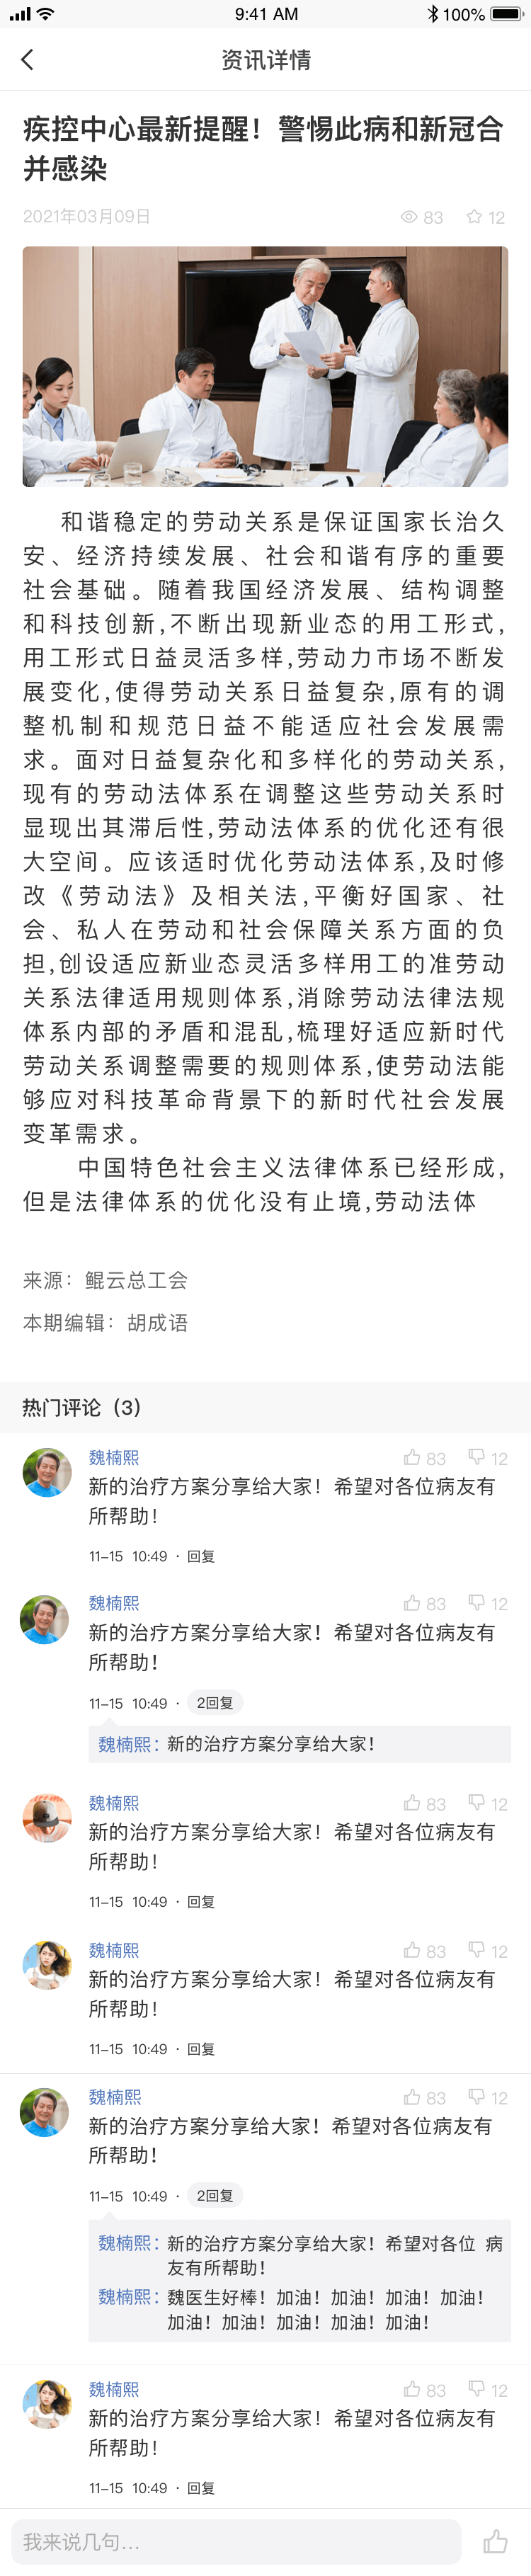 9:41 AM
100%
资讯详情
疾控中心最新提醒！警惕此病和新冠合
并感染
2021年03月09日
83
12
和谐稳定的劳动关系是保证国家长治久
安、经济持续发展、社会和谐有序的重要
社会基础。随着我国经济发展、结构调整
和科技创新,不断出现新业态的用工形式,
用工形式日益灵活多样,劳动力市场不断发
展变化,使得劳动关系日益复杂,原有的调
整机制和规范日益不能适应社会发展需
求。面对日益复杂化和多样化的劳动关系,
现有的劳动法体系在调整这些劳动关系时
显现出其滞后性,劳动法体系的优化还有很
大空间。应该适时优化劳动法体系,及时修
改《劳动法》及相关法,平衡好国家、社
会、私人在劳动和社会保障关系方面的负
担,创设适应新业态灵活多样用工的准劳动
关系法律适用规则体系,消除劳动法律法规
体系内部的矛盾和混乱,梳理好适应新时代
劳动关系调整需要的规则体系,使劳动法能
够应对科技革命背景下的新时代社会发展
变革需求。
中国特色社会主义法律体系已经形成,
但是法律体系的优化没有止境,劳动法体
来源：鲲云总工会
本期编辑：胡成语
热门评论（3）
魏楠熙
83
12
新的治疗方案分享给大家！希望对各位病友有
所帮助！
11-15 10:49 · 回复
魏楠熙
83
12
新的治疗方案分享给大家！希望对各位病友有
所帮助！
11-15 10:49 · 2回复
魏楠熙：新的治疗方案分享给大家！
魏楠熙
83
12
新的治疗方案分享给大家！希望对各位病友有
所帮助！
11-15 10:49 · 回复
魏楠熙
83
12
新的治疗方案分享给大家！希望对各位病友有
所帮助！
11-15 10:49 · 回复
魏楠熙
83
12
新的治疗方案分享给大家！希望对各位病友有
所帮助！
11-15 10:49 · 2回复
魏楠熙：新的治疗方案分享给大家！希望对各位 病
友有所帮助！
魏楠熙：魏医生好棒！加油！加油！加油！加油！
加油！加油！加油！加油！加油！
魏楠熙
83
12
新的治疗方案分享给大家！希望对各位病友有
所帮助！
11-15 10:49 · 回复
我来说几句...